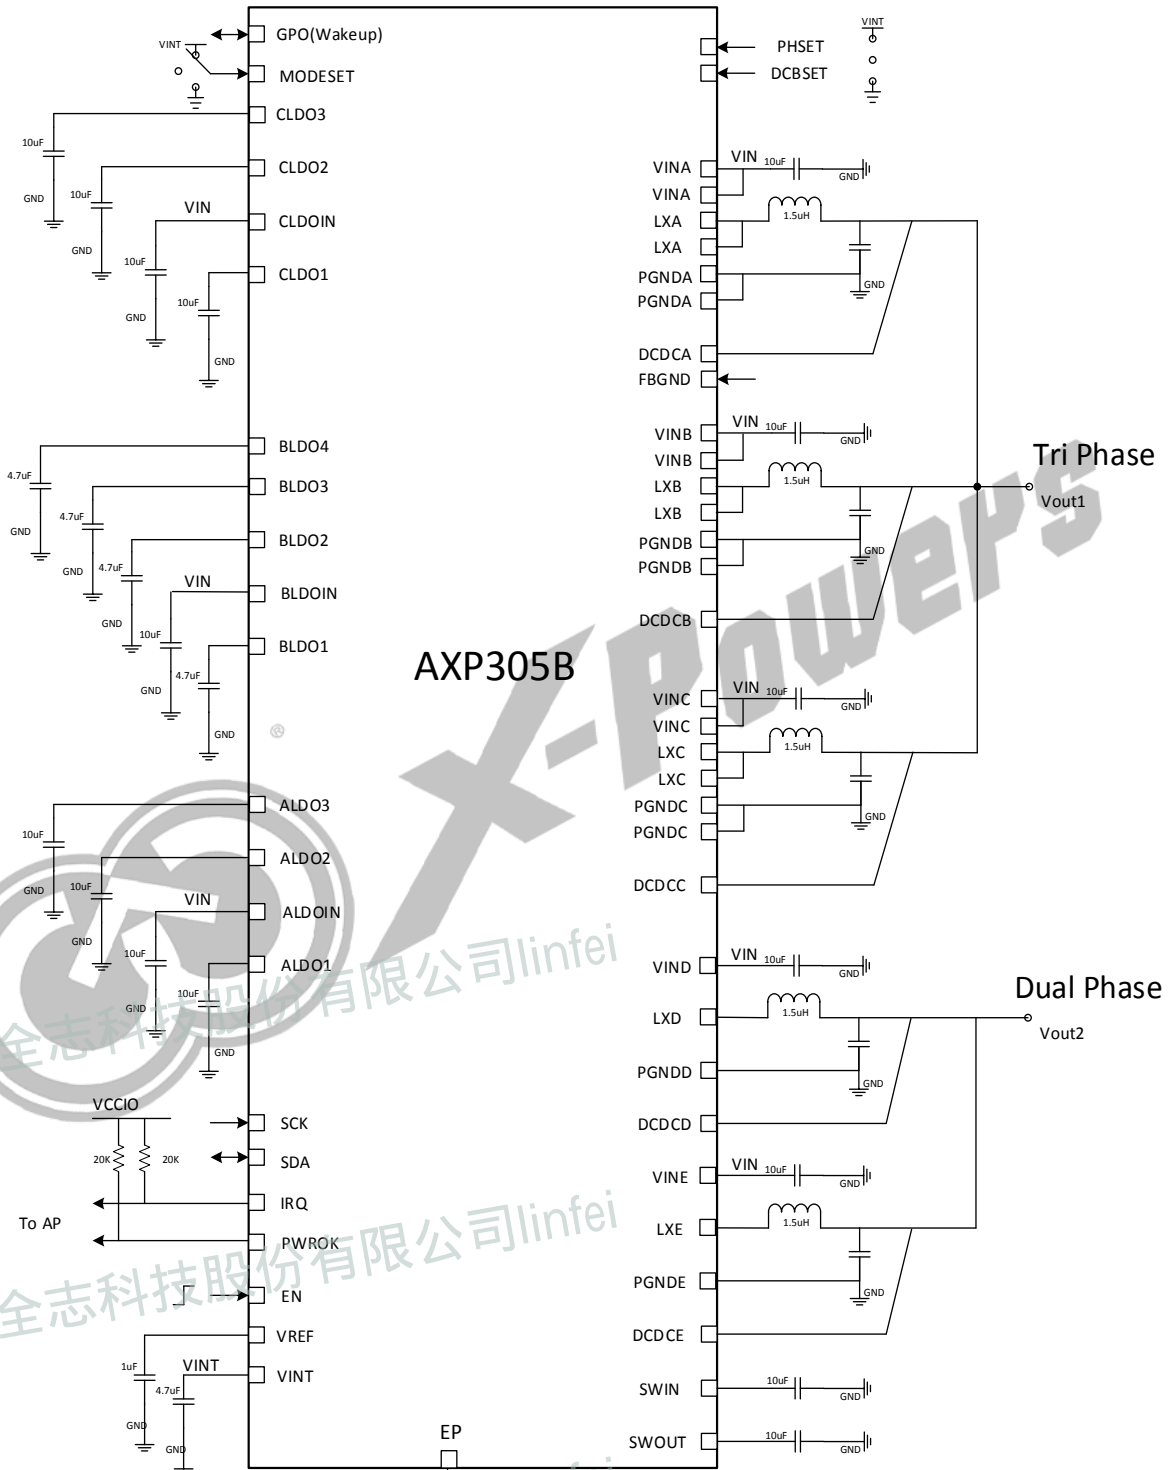 GPO(Wakeup)
VINT
MODESET
CLDO3
10uF
GND
CLDO2
10uF
GND
VIN
CLDOIN
10uF
GND
CLDO1
10uF
GND
BLDO4
4.7uF
GND
BLDO3
4.7uF
GND
BLDO2
4.7uF
GND
VIN
BLDOIN
10uF
GND
BLDO1
4.7uF
GND
ALDO3
10uF
GND
ALDO2
10uF
GND
VIN
ALDOIN
10uF
GND
ALDO1
10uF
GND
VCCIO
20K
20K
SCK
SDA
IRQ
To AP
PWROK
EN
VREF
1uF
GND
VINT
VINT
4.7uF
GND
AXP305B
EP
VINT
PHSET
DCBSET
VINA
VIN
10uF
GND
VINA
LXA
1.5uH
LXA
PGNDA
GND
PGNDA
DCDCA
FBGND
VINB
VIN
10uF
GND
VINB
LXB
1.5uH
LXB
PGNDB
GND
PGNDB
DCDCB
Tri Phase
Vout1
VINC
VIN
10uF
GND
VINC
LXC
1.5uH
LXC
PGNDC
GND
PGNDC
DCDCC
VIND
VIN
10uF
GND
LXD
1.5uH
PGNDD
GND
DCDCD
Dual Phase
Vout2
VINE
VIN
10uF
GND
LXE
1.5uH
PGNDE
GND
DCDCE
SWIN
10uF
GND
SWOUT
10uF
GND
X-Powers
®
全志科技股份有限公司linfei
全志科技股份有限公司linfei